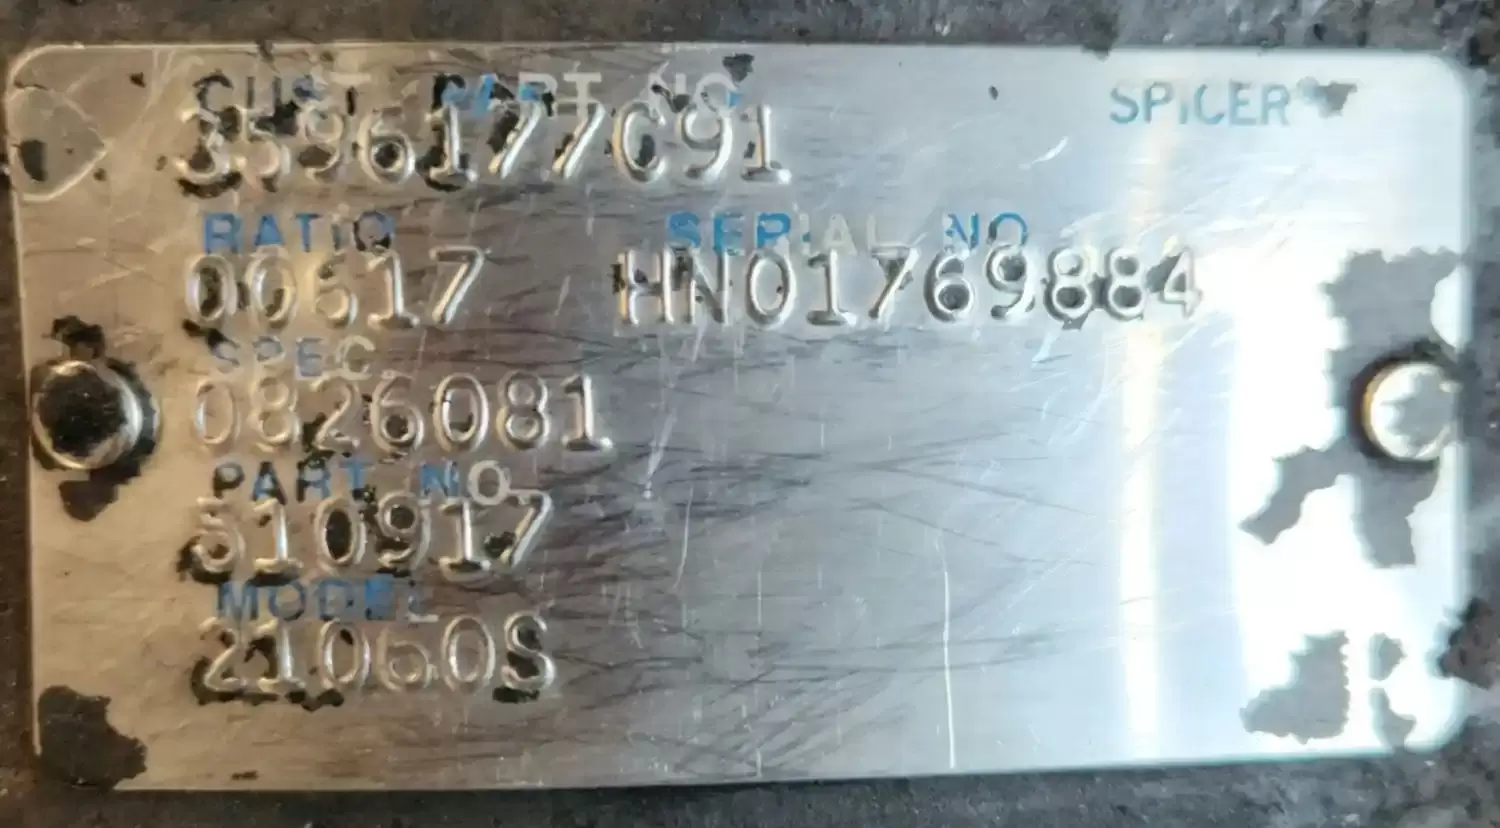 CUST PART NO. SPICER®
3596177C91
RATIO SERIAL NO
00617 HN01769884
SPEC.
0826081
PART NO.
510917
MODEL
21060S